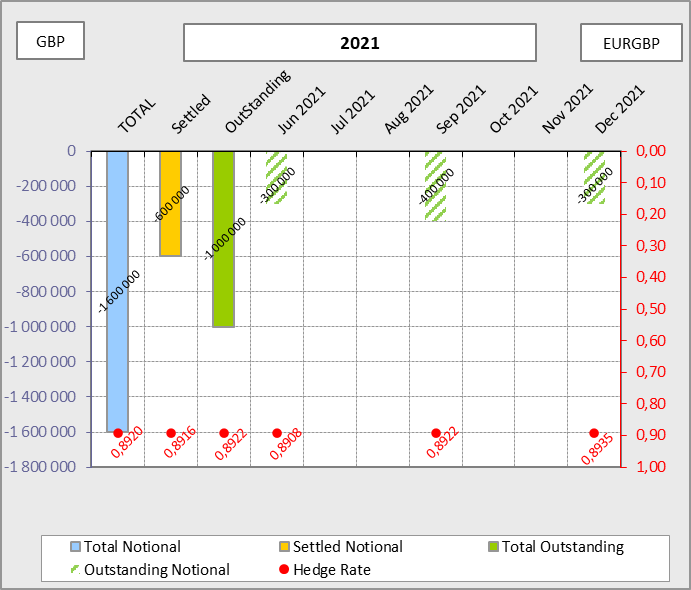 GBP
2021
EURGBP
TOTAL
Settled
OutStanding
Jun 2021
Jul 2021
Aug 2021
Sep 2021
Oct 2021
Nov 2021
Dec 2021
0
-200 000
-400 000
-600 000
-800 000
-1 000 000
-1 200 000
-1 400 000
-1 600 000
-1 800 000
-1 600 000
-600 000
-1 000 000
-300 000
-400 000
-300 000
0,8920
0,8916
0,8922
0,8908
0,8922
0,8935
0,00
0,10
0,20
0,30
0,40
0,50
0,60
0,70
0,80
0,90
1,00
Total Notional
Settled Notional
Total Outstanding
Outstanding Notional
Hedge Rate